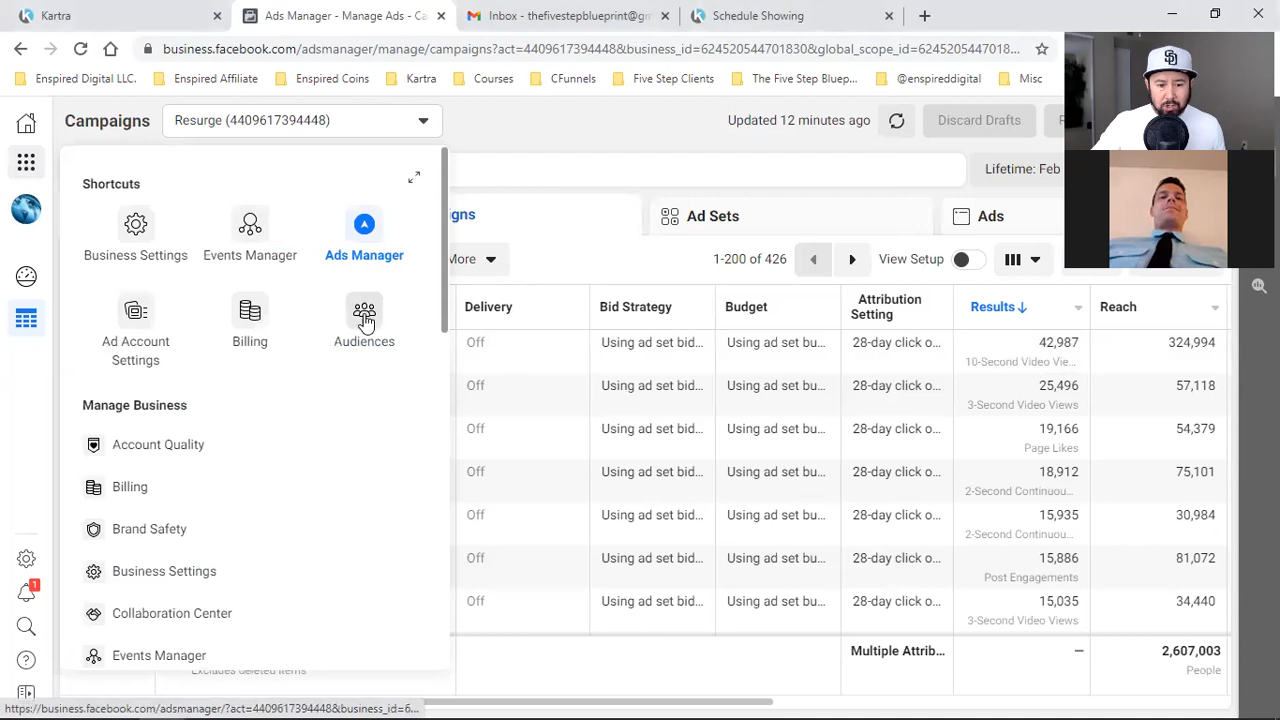 Kartra
Ads Manager - Manage Ads - Ca
Inbox - thefivestepblueprint@gm
Schedule Showing
business.facebook.com/adsmanager/manage/campaigns?act=4409617394448&business_id=624520544701830&global_scope_id=6245205447018...
Enspired Digital LLC.
Enspired Affiliate
Enspired Coins
Kartra
Courses
CFunnels
Five Step Clients
The Five Step Bluep...
@enspireddigital
Misc
Campaigns
Resurge (4409617394448)
Updated 12 minutes ago
Discard Drafts
Lifetime: Feb
Shortcuts
Business Settings
Events Manager
Ads Manager
Ad Account
Settings
Billing
Audiences
Manage Business
Account Quality
Billing
Brand Safety
Business Settings
Collaboration Center
Events Manager
Ad Sets
Ads
More
1-200 of 426
View Setup
Delivery
Bid Strategy
Budget
Attribution
Setting
Results↓
Reach
Off
Using ad set bid...
Using ad set bu...
28-day click o...
42,987
324,994
10-Second Video Vie...
Off
Using ad set bid...
Using ad set bu...
28-day click o...
25,496
57,118
3-Second Video Views
Off
Using ad set bid...
Using ad set bu...
28-day click o...
19,166
54,379
Page Likes
Off
Using ad set bid...
Using ad set bu...
28-day click o...
18,912
75,101
2-Second Continuou...
Off
Using ad set bid...
Using ad set bu...
28-day click o...
15,935
30,984
2-Second Continuou...
Off
Using ad set bid...
Using ad set bu...
28-day click o...
15,886
81,072
Post Engagements
Off
Using ad set bid...
Using ad set bu...
28-day click o...
15,035
34,440
3-Second Video Views
Multiple Attrib...
—
2,607,003
People
Excludes deleted items
1
https://business.facebook.com/adsmanager/?act=4409617394448&business_id=6...